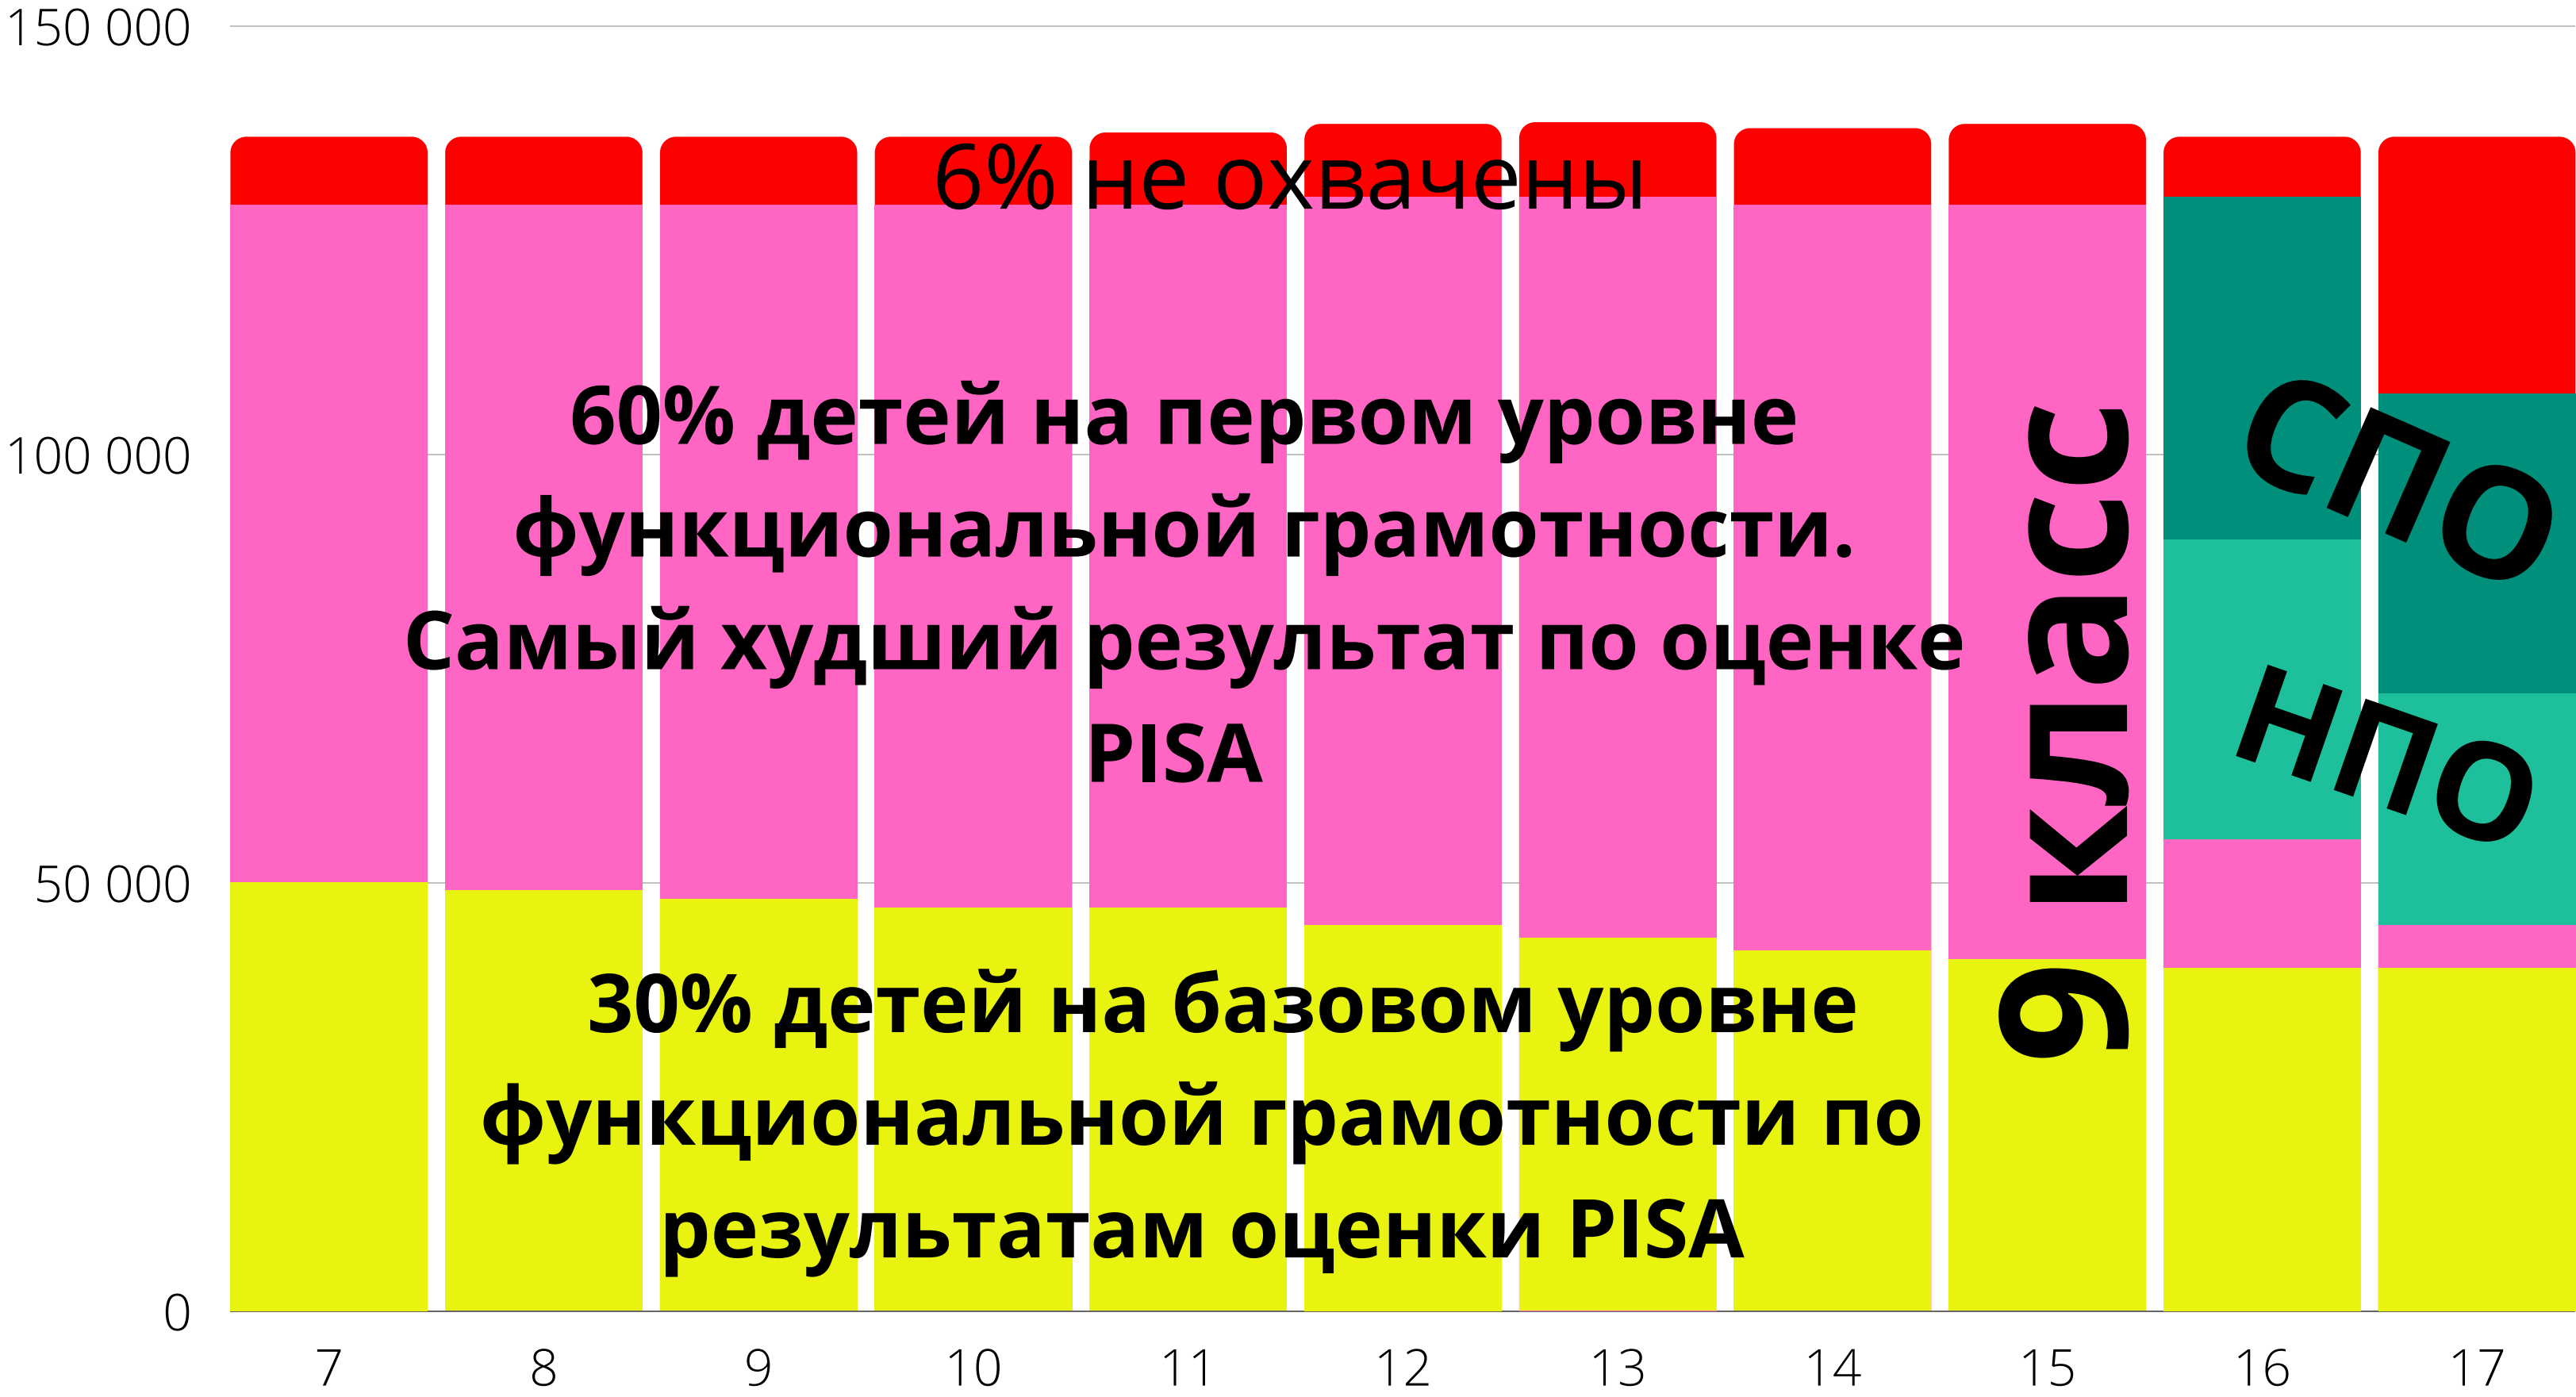 150 000
6% не охвачены
60% детей на первом уровне
функциональной грамотности.
Самый худший результат по оценке
PISA
100 000
9 класс
СПО
НПО
50 000
30% детей на базовом уровне
функциональной грамотности по
результатам оценки PISA
0
7 8 9 10 11 12 13 14 15 16 17